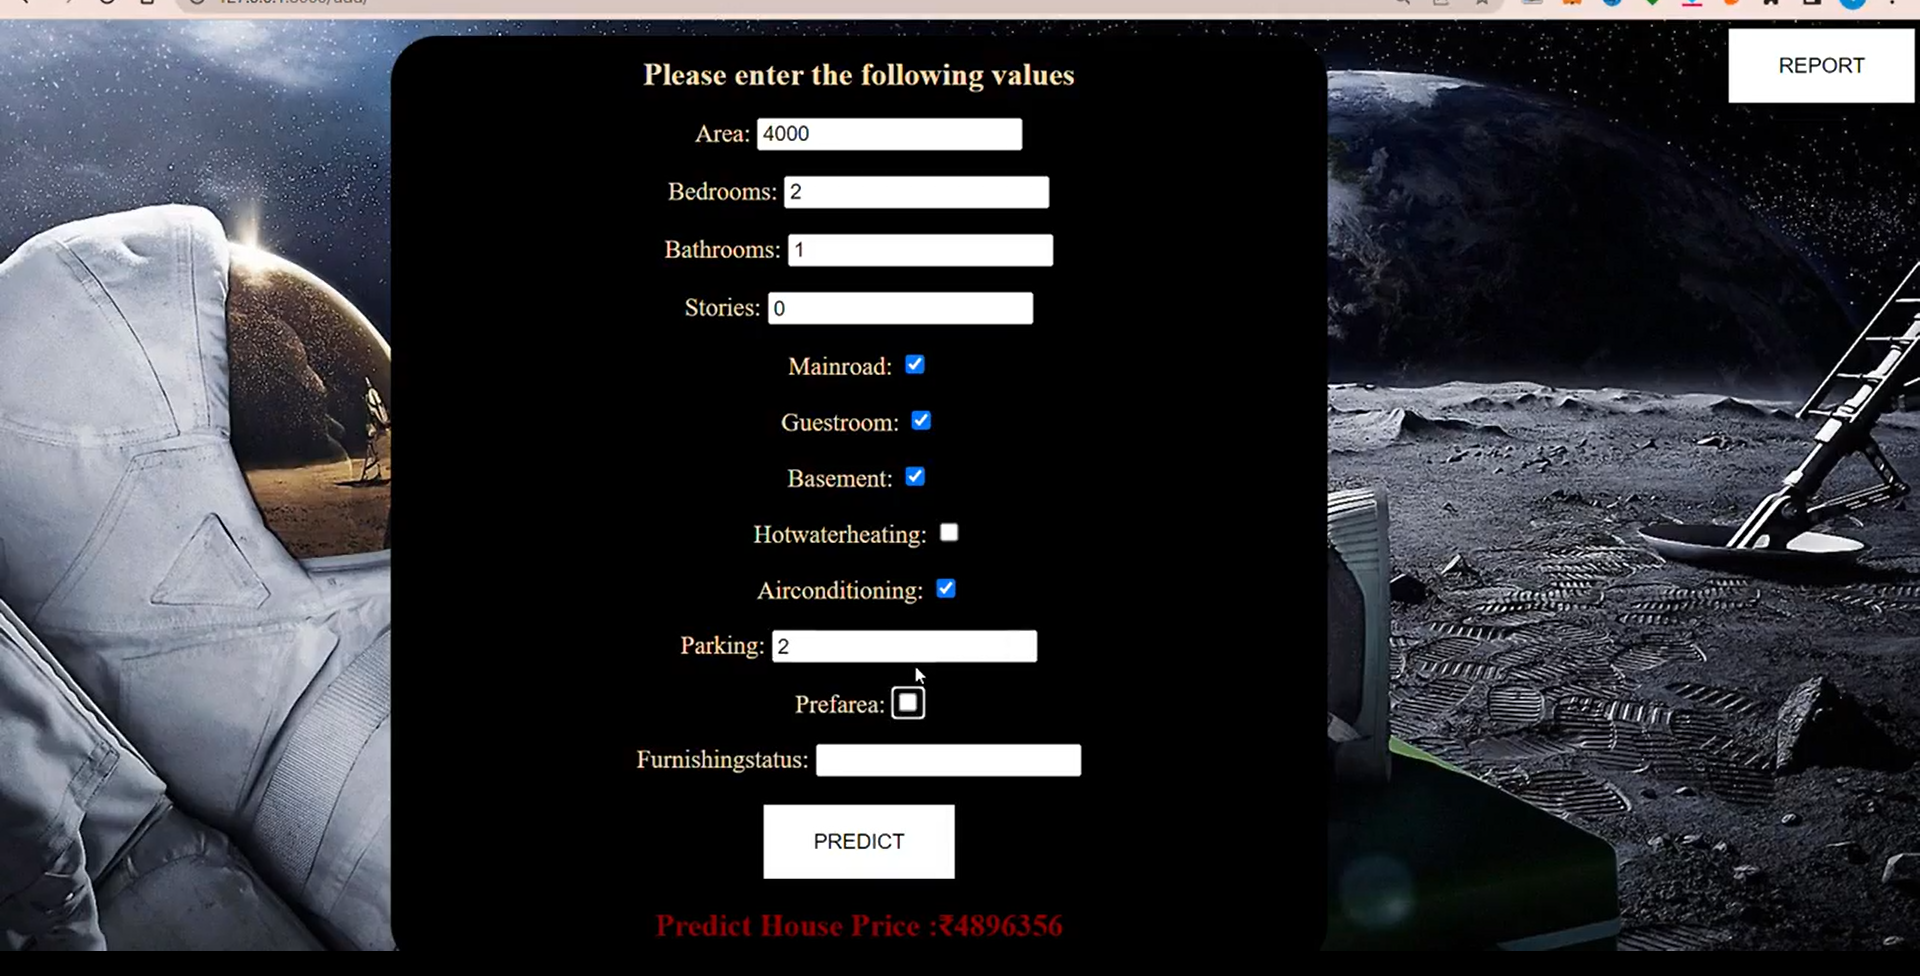 REPORT
Please enter the following values
Area: 4000
Bedrooms: 2
Bathrooms: 1
Stories: 0
Mainroad:
Guestroom:
Basement:
Hotwaterheating:
Airconditioning:
Parking: 2
Prefarea:
Furnishingstatus:
PREDICT
Predict House Price :₹4896356